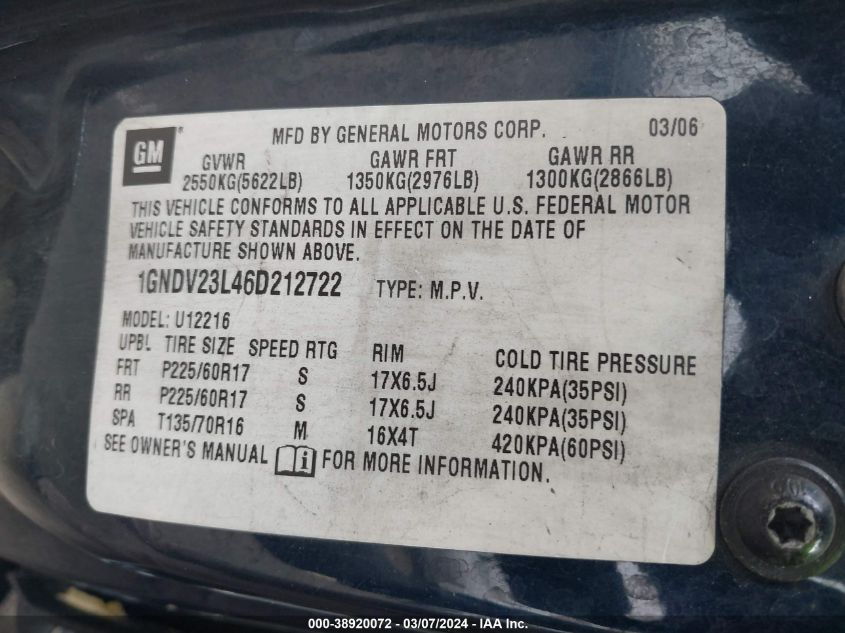 GM ® MFD BY GENERAL MOTORS CORP. 03/06
GVWR GAWR FRT GAWR RR
2550KG(5622LB) 1350KG(2976LB) 1300KG(2866LB)
THIS VEHICLE CONFORMS TO ALL APPLICABLE U.S. FEDERAL MOTOR
VEHICLE SAFETY STANDARDS IN EFFECT ON THE DATE OF
MANUFACTURE SHOWN ABOVE.
1GNDV23L46D212722 TYPE: M.P.V.
MODEL: U12216
UPBL TIRE SIZE SPEED RTG RIM COLD TIRE PRESSURE
FRT P225/60R17 S 17X6.5J 240KPA(35PSI)
RR P225/60R17 S 17X6.5J 240KPA(35PSI)
SPA T135/70R16 M 16X4T 420KPA(60PSI)
SEE OWNER'S MANUAL i FOR MORE INFORMATION.
000-38920072 - 03/07/2024 - IAA Inc.